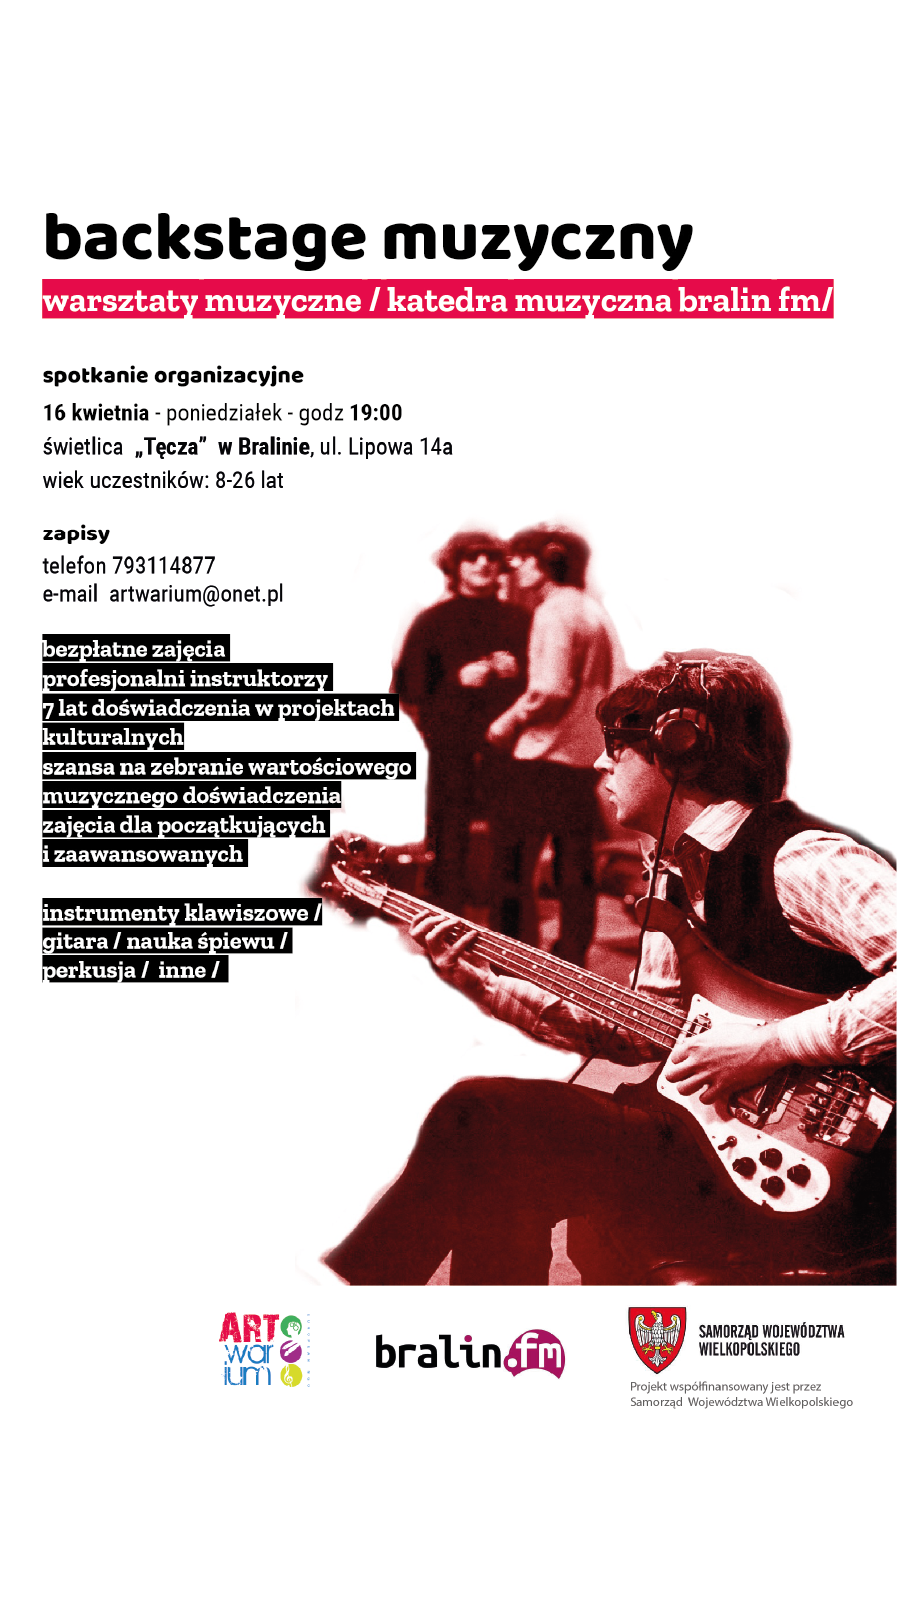 backstage muzyczny
warsztaty muzyczne / katedra muzyczna bralin fm/
spotkanie organizacyjne
16 kwietnia - poniedziałek - godz 19:00
świetlica „Tęcza” w Bralinie, ul. Lipowa 14a
wiek uczestników: 8-26 lat
zapisy
telefon 793114877
e-mail artwarium@onet.pl
bezpłatne zajęcia
profesjonalni instruktorzy
7 lat doświadczenia w projektach
kulturalnych
szansa na zebranie wartościowego
muzycznego doświadczenia
zajęcia dla początkujących
i zaawansowanych
instrumenty klawiszowe /
gitara / nauka śpiewu /
perkusja / inne /
ART
war
ium
bralin.fm
SAMORZĄD WOJEWÓDZTWA
WIELKOPOLSKIEGO
Projekt współfinansowany jest przez
Samorząd Województwa Wielkopolskiego